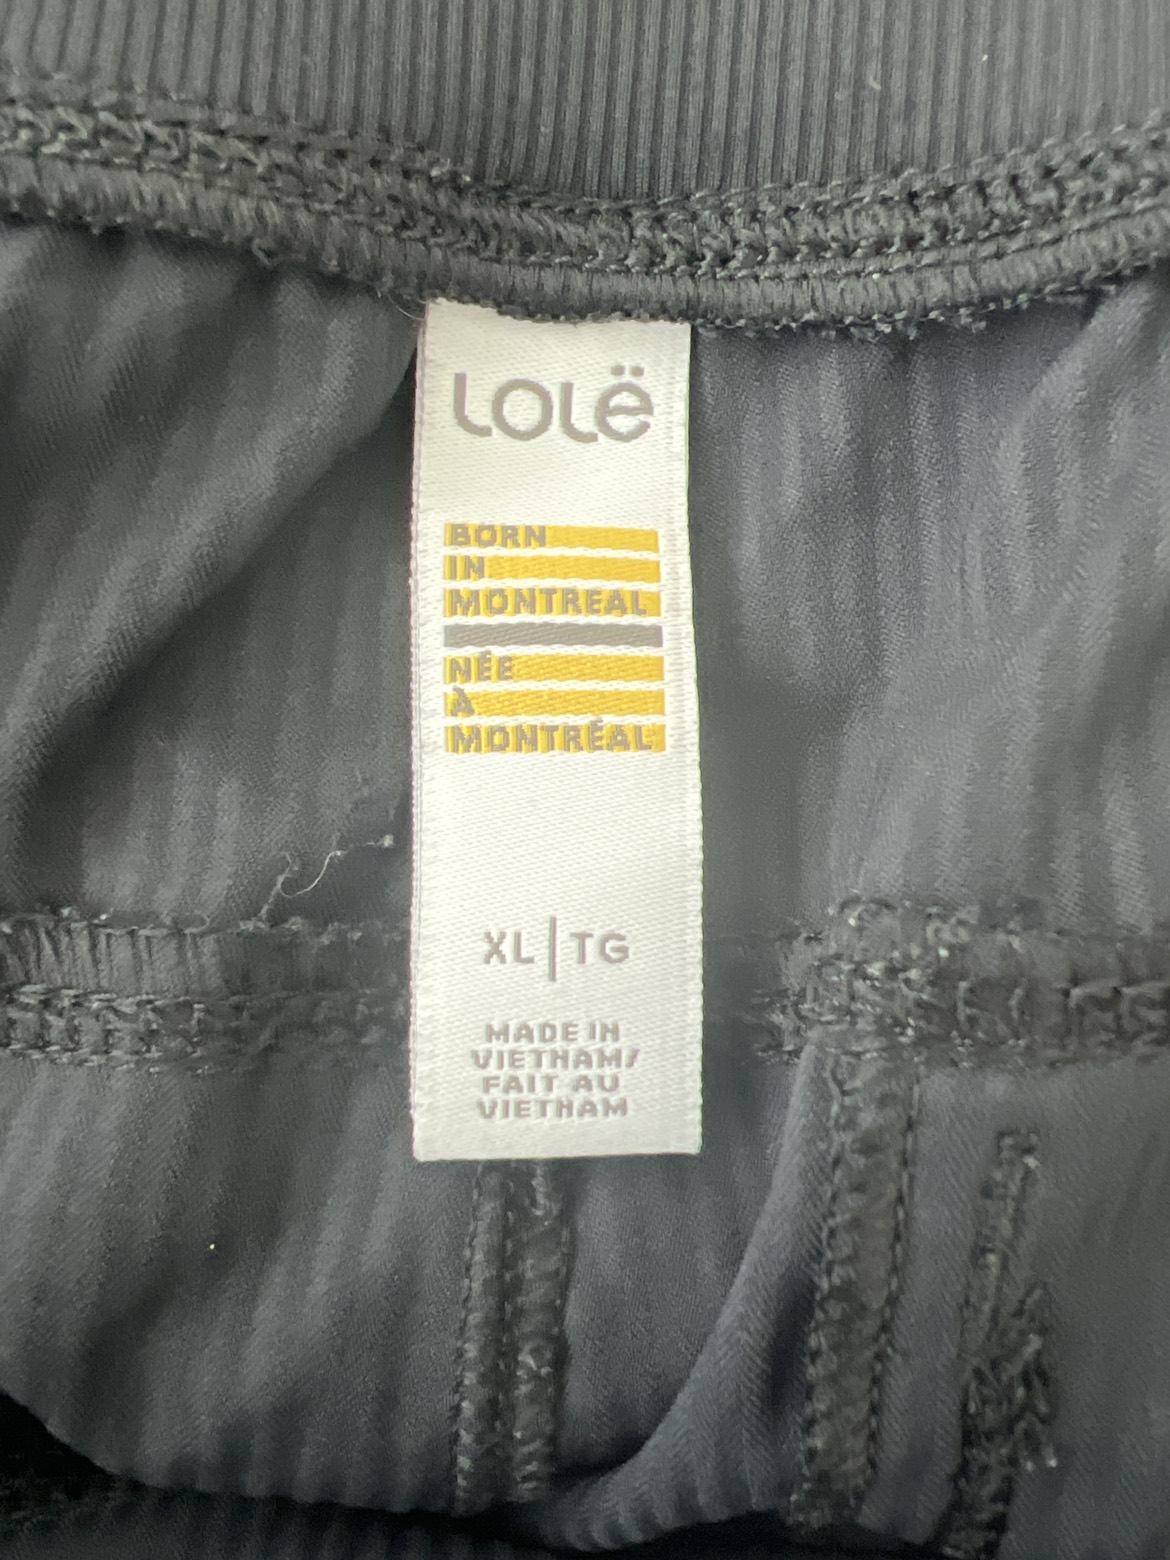 Lolë
BORN
IN
MONTREAL
NÉE
À
MONTRÉAL
XL | TG
MADE IN
VIETNAM/
FAIT AU
VIETNAM